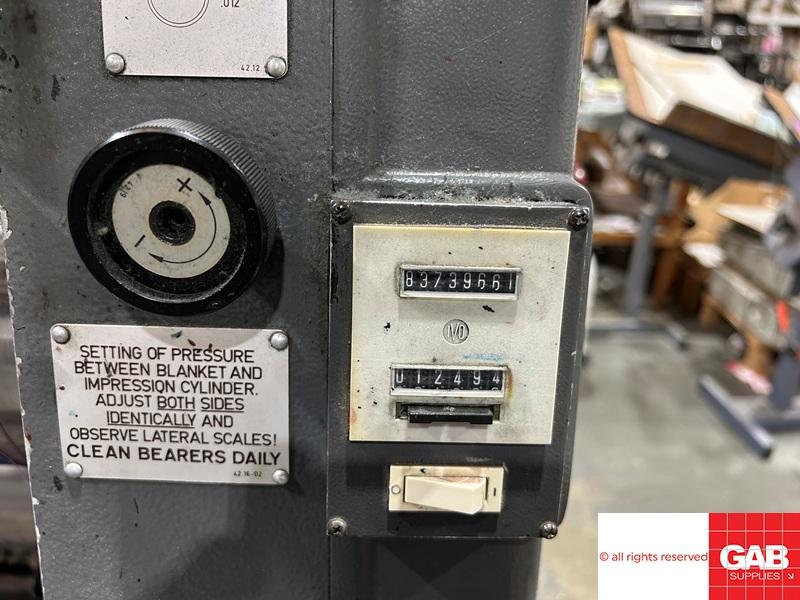 .012
42.12
+
-
SETTING OF PRESSURE
BETWEEN BLANKET AND
IMPRESSION CYLINDER.
ADJUST BOTH SIDES
IDENTICALLY AND
OBSERVE LATERAL SCALES!
CLEAN BEARERS DAILY
42.16-02
83739661
IVO
012494
O I
© all rights reserved
GAB
SUPPLIES